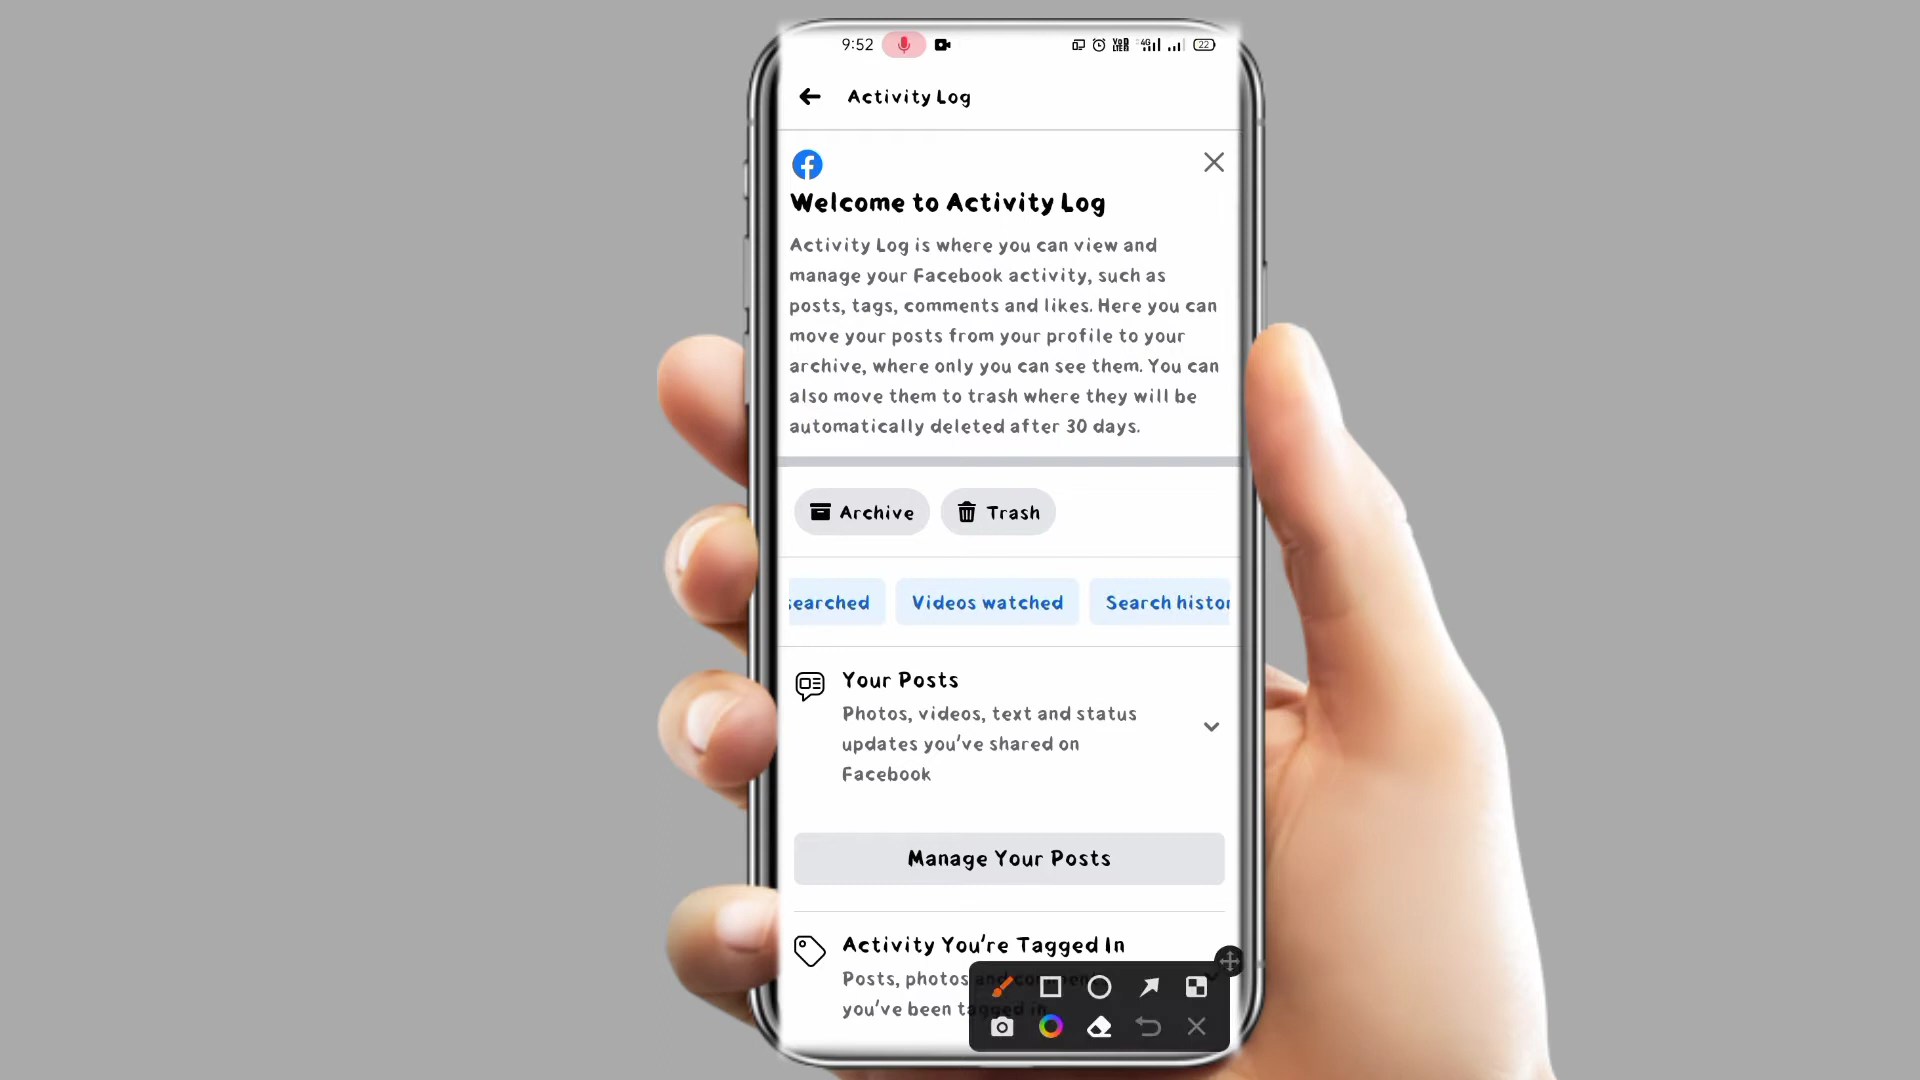 9:52
4G
22
Activity Log
Welcome to Activity Log
Activity Log is where you can view and
manage your Facebook activity, such as
posts, tags, comments and likes. Here you can
move your posts from your profile to your
archive, where only you can see them. You can
also move them to trash where they will be
automatically deleted after 30 days.
Archive
Trash
searched
Videos watched
Search histor
Your Posts
Photos, videos, text and status
updates you've shared on
Facebook
Manage Your Posts
Activity You're Tagged In
Posts, photos and comments
you've been tagged in